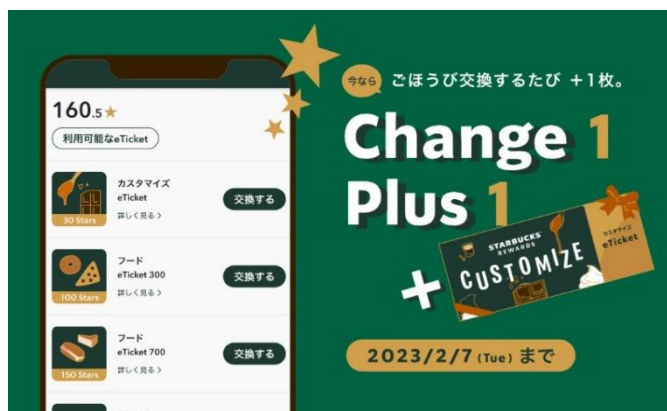 160.5★
利用可能なeTicket
30 Stars
カスタマイズ
eTicket
詳しく見る >
交換する
100 Stars
フード
eTicket 300
詳しく見る >
交換する
150 Stars
フード
eTicket 700
詳しく見る >
交換する
今なら ごほうび交換するたび +1枚。
Change 1
Plus 1
+
STARBUCKS
REWARDS
CUSTOMIZE
カスタマイズ
eTicket
2023/2/7 (Tue) まで